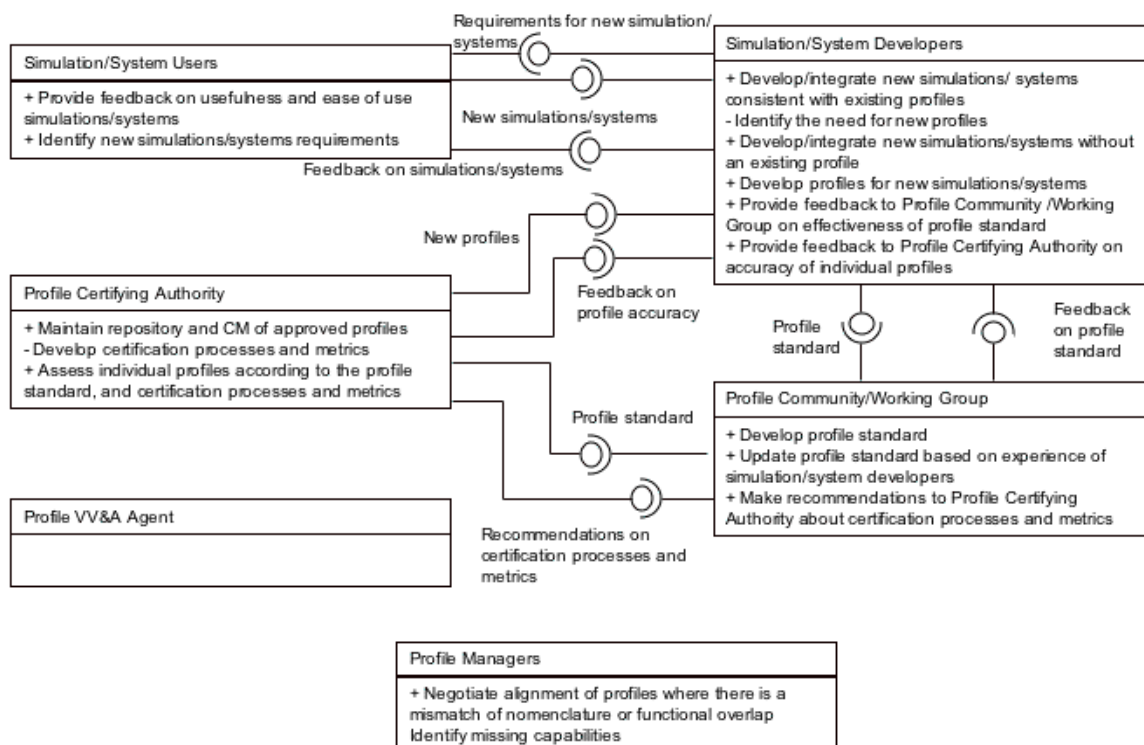 Requirements for new simulation/
systems
Simulation/System Users
+ Provide feedback on usefulness and ease of use
simulations/systems
+ Identify new simulations/systems requirements
New simulations/systems
Feedback on simulations/systems
Simulation/System Developers
+ Develop/integrate new simulations/ systems
consistent with existing profiles
- Identify the need for new profiles
+ Develop/integrate new simulations/systems without
an existing profile
+ Develop profiles for new simulations/systems
+ Provide feedback to Profile Community /Working
Group on effectiveness of profile standard
+ Provide feedback to Profile Certifying Authority on
accuracy of individual profiles
New profiles
Feedback on
profile accuracy
Profile Certifying Authority
+ Maintain repository and CM of approved profiles
- Develop certification processes and metrics
+ Assess individual profiles according to the profile
standard, and certification processes and metrics
Profile
standard
Feedback
on profile
standard
Profile standard
Profile Community/Working Group
+ Develop profile standard
+ Update profile standard based on experience of
simulation/system developers
+ Make recommendations to Profile Certifying
Authority about certification processes and metrics
Recommendations on
certification processes and
metrics
Profile VV&A Agent
Profile Managers
+ Negotiate alignment of profiles where there is a
mismatch of nomenclature or functional overlap
Identify missing capabilities